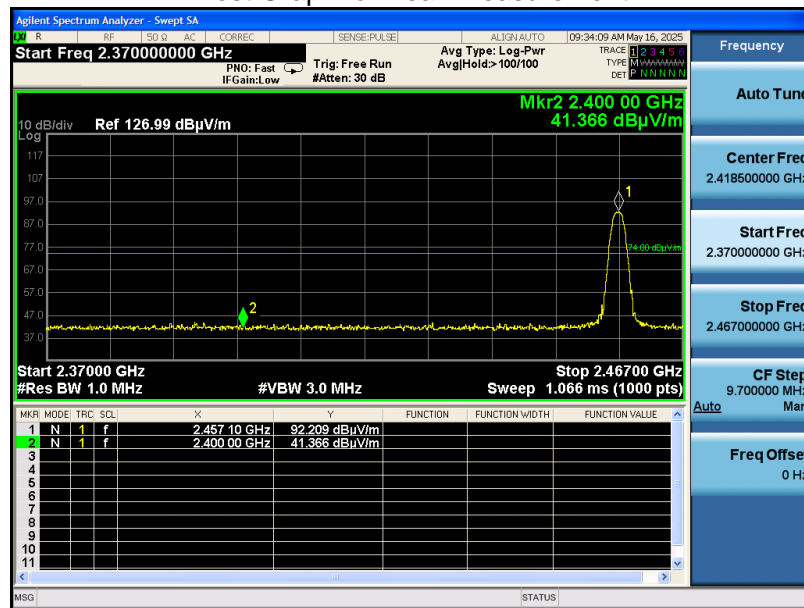 Agilent Spectrum Analyzer - Swept SA
LXI R RF 50 Ω AC CORREC SENSE:PULSE ALIGN AUTO 09:34:09 AM May 16, 2025
Start Freq 2.370000000 GHz
PNO: Fast
IFGain:Low
Trig: Free Run
#Atten: 30 dB
Avg Type: Log-Pwr
Avg|Hold:>100/100
TRACE 1 2 3 4 5 6
TYPE M
DET P N N N N N
Mkr2 2.400 00 GHz
41.366 dBµV/m
10 dB/div Ref 126.99 dBµV/m
Log
117
107
97.0
87.0
77.0
67.0
57.0
47.0
37.0
1
2
74.00 dBµV/m
Start 2.37000 GHz Stop 2.46700 GHz
#Res BW 1.0 MHz #VBW 3.0 MHz Sweep 1.066 ms (1000 pts)
MKR MODE TRC SCL X Y FUNCTION FUNCTION WIDTH FUNCTION VALUE
1 N 1 f 2.457 10 GHz 92.209 dBµV/m
2 N 1 f 2.400 00 GHz 41.366 dBµV/m
3
4
5
6
7
8
9
10
11
MSG STATUS
Frequency
Auto Tune
Center Freq
2.418500000 GHz
Start Freq
2.370000000 GHz
Stop Freq
2.467000000 GHz
CF Step
9.700000 MHz
Auto Man
Freq Offset
0 Hz